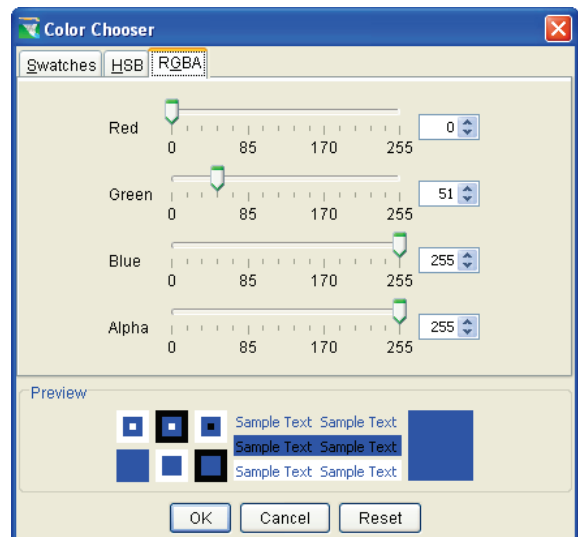 Color Chooser
Swatches HSB RGBA
Red 0
0 85 170 255
Green 51
0 85 170 255
Blue 255
0 85 170 255
Alpha 255
0 85 170 255
Preview
Sample Text Sample Text
Sample Text Sample Text
Sample Text Sample Text
OK Cancel Reset